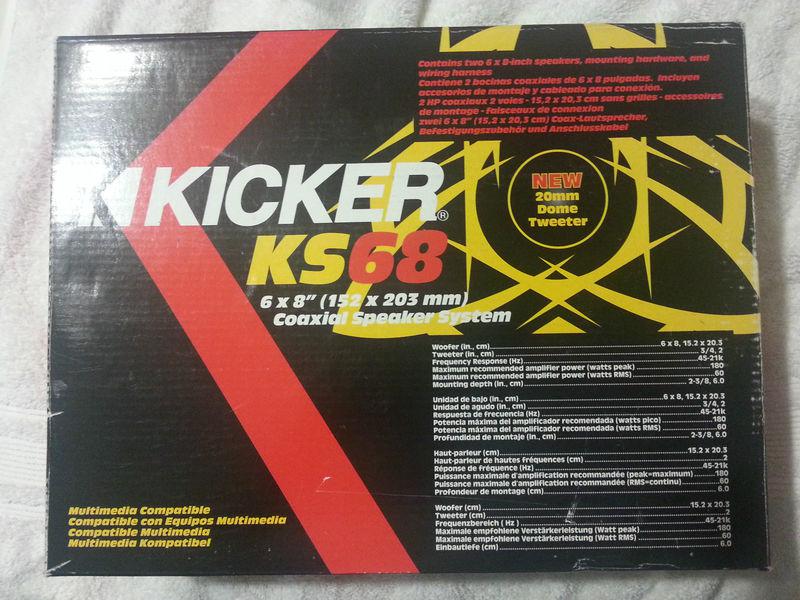 Contains two 6 x 8-inch speakers, mounting hardware, and
wiring harness
Contiene 2 bocinas coaxiales de 6 x 8 pulgadas. Incluyen
accesorios de montaje y cableado para conexión.
2 HP coaxiaux 2 voies - 15,2 x 20,3 cm sans grilles - accessoires
de montage - faisceaux de connexion
zwei 6 x 8" (15,2 x 20,3 cm) Coax-Lautsprecher,
Befestigungszubehör und Anschlusskabel
NEW
20mm
Dome
Tweeter
KICKER®
KS68
6 x 8" (152 x 203 mm)
Coaxial Speaker System
Woofer (in., cm) 6 x 8, 15.2 x 20.3
Tweeter (in., cm) 3/4, 2
Frequency Response (Hz) 45-21k
Maximum recommended amplifier power (watts peak) 180
Maximum recommended amplifier power (watts RMS) 60
Mounting depth (in., cm) 2-3/8, 6.0
Unidad de bajo (in., cm) 6 x 8, 15.2 x 20.3
Unidad de agudo (in., cm) 3/4, 2
Respuesta de frecuencia (Hz) 45-21k
Potencia máxima del amplificador recomendada (watts pico) 180
Potencia máxima del amplificador recomendada (watts RMS) 60
Profundidad de montaje (in., cm) 2-3/8, 6.0
Haut-parleur (cm) 15.2 x 20.3
Haut-parleur de hautes fréquences (cm) 2
Réponse de fréquence (Hz) 45-21k
Puissance maximale d'amplification recommandée (peak=maximum) 180
Puissance maximale d'amplification recommandée (RMS=continu) 60
Profondeur de montage (cm) 6.0
Woofer (cm) 15.2 x 20.3
Tweeter (cm) 2
Frequenzbereich ( Hz ) 45-21k
Maximale empfohlene Verstärkerleistung (Watt peak) 180
Maximale empfohlene Verstärkerleistung (Watt RMS) 60
Einbautiefe (cm) 6.0
Multimedia Compatible
Compatible con Equipos Multimedia
Compatible Multimedia
Multimedia Kompatibel